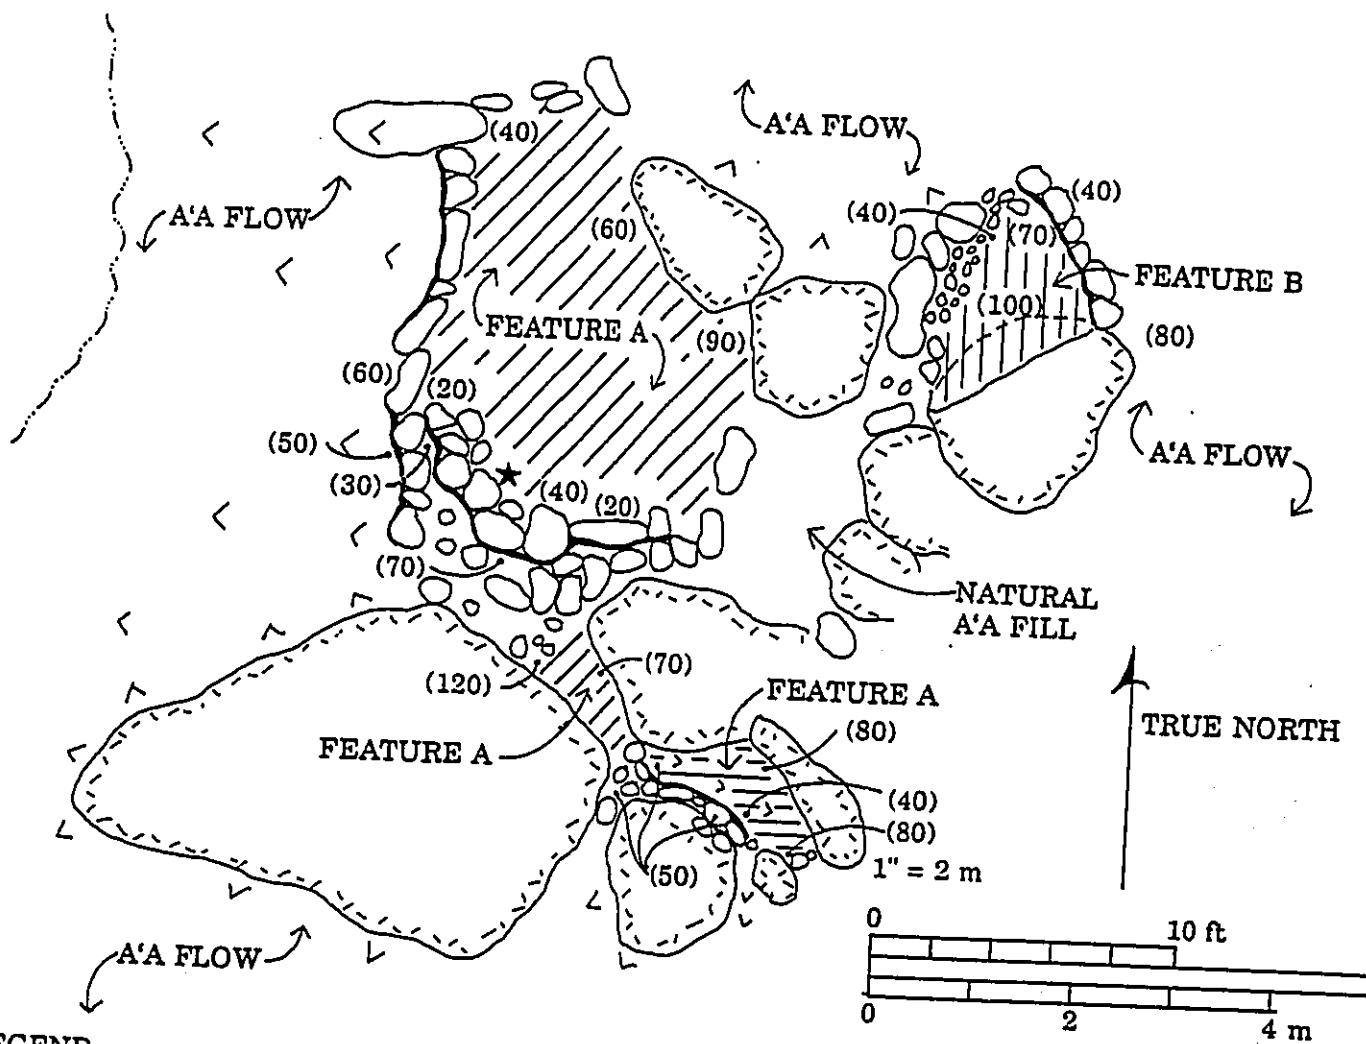 (40)
A'A FLOW
(40)
(40)
A'A FLOW
(60)
(70)
FEATURE B
(100)
FEATURE A
(90)
(80)
(60)
(20)
(50)
A'A FLOW
(30)
(40)
(20)
(70)
NATURAL
A'A FILL
(70)
(120)
FEATURE A
(80)
TRUE NORTH
FEATURE A
(40)
(80)
1" = 2 m
(50)
0
10 ft
A'A FLOW
0
2
4 m